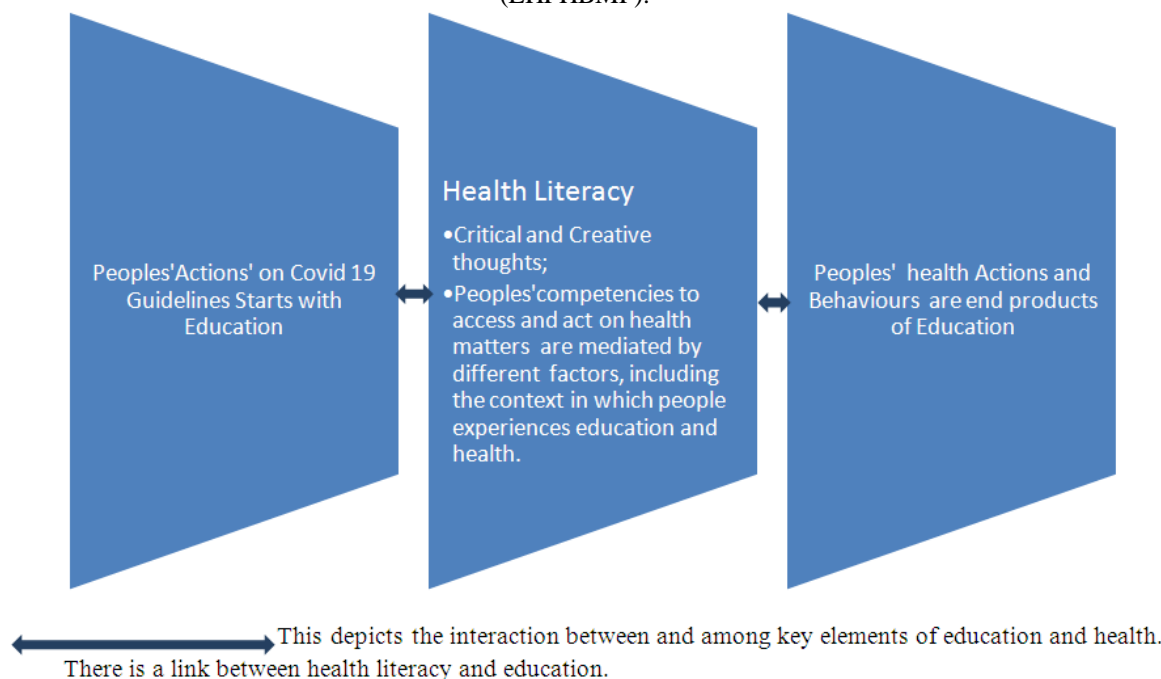 Peoples'Actions' on Covid 19
Guidelines Starts with
Education
Health Literacy
•Critical and Creative
thoughts;
•Peoples'competencies to
access and act on health
matters are mediated by
different factors, including
the context in which people
experiences education and
health.
Peoples' health Actions and
Behaviours are end products
of Education
This depicts the interaction between and among key elements of education and health.
There is a link between health literacy and education.